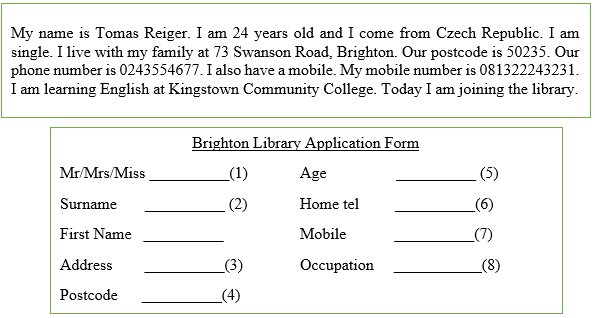 My name is Tomas Reiger. I am 24 years old and I come from Czech Republic. I am
single. I live with my family at 73 Swanson Road, Brighton. Our postcode is 50235. Our
phone number is 0243554677. I also have a mobile. My mobile number is 081322243231.
I am learning English at Kingstown Community College. Today I am joining the library.
Brighton Library Application Form
Mr/Mrs/Miss __________(1) Age __________ (5)
Surname __________ (2) Home tel __________(6)
First Name __________ Mobile __________(7)
Address __________(3) Occupation ___________(8)
Postcode __________(4)